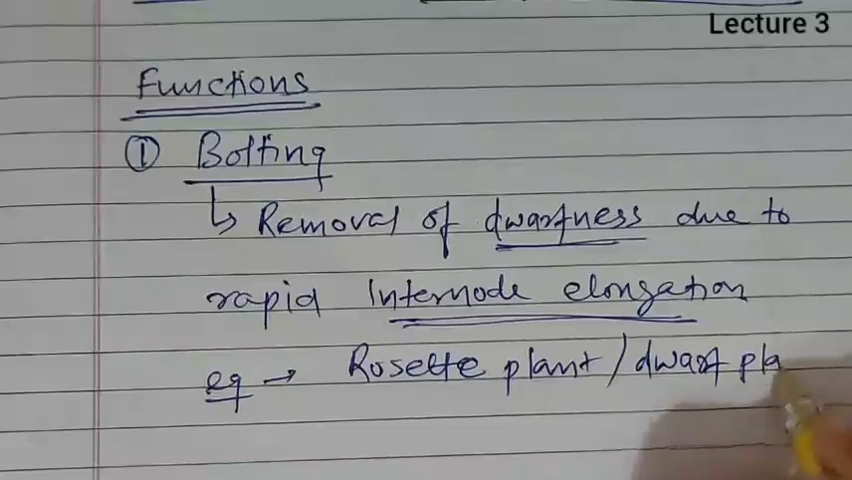 Lecture 3
Functions
① Bolting
↳ Removal of dwarfness due to
rapid Internode elongation
eg → Rosette plant / dwarf pla